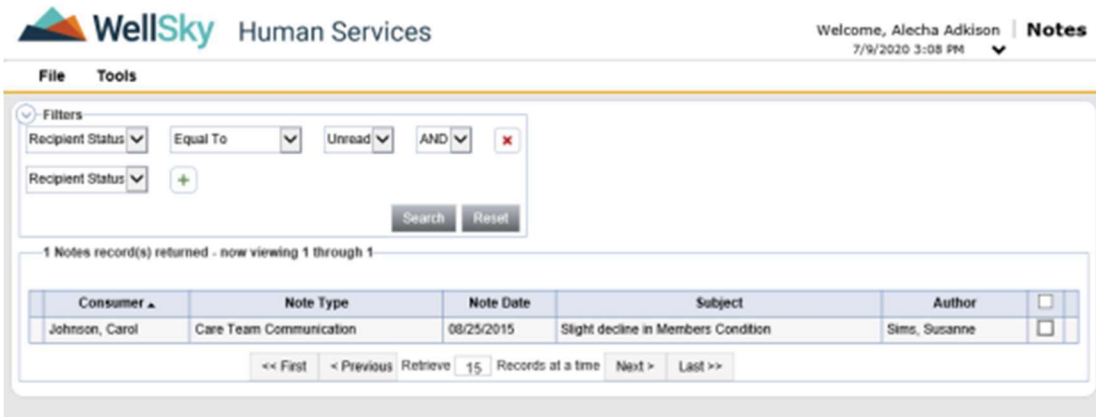 WellSky Human Services
Welcome, Alecha Adkison | Notes
7/9/2020 3:08 PM
File Tools
Filters
Recipient Status Equal To Unread AND
Recipient Status
Search Reset
1 Notes record(s) returned - now viewing 1 through 1
Consumer Note Type Note Date Subject Author
Johnson, Carol Care Team Communication 08/25/2015 Slight decline in Members Condition Sims, Susanne
<< First < Previous Retrieve 15 Records at a time Next > Last >>